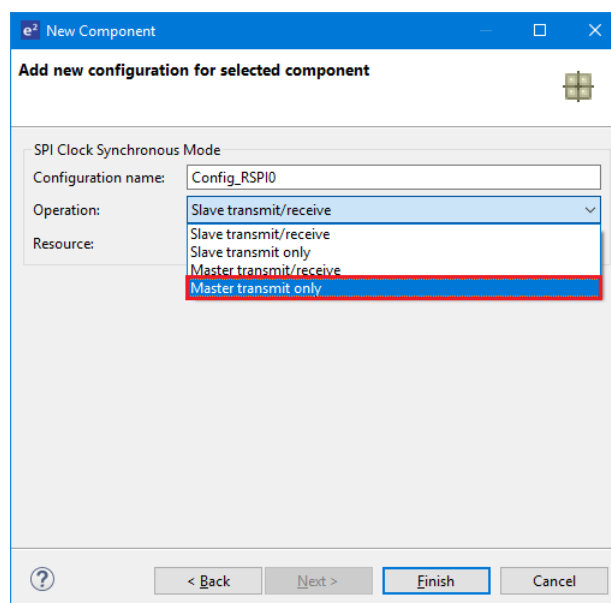 e² New Component
Add new configuration for selected component
SPI Clock Synchronous Mode
Configuration name: Config_RSPI0
Operation: Slave transmit/receive
Resource:
Slave transmit/receive
Slave transmit only
Master transmit/receive
Master transmit only
? < Back Next > Finish Cancel